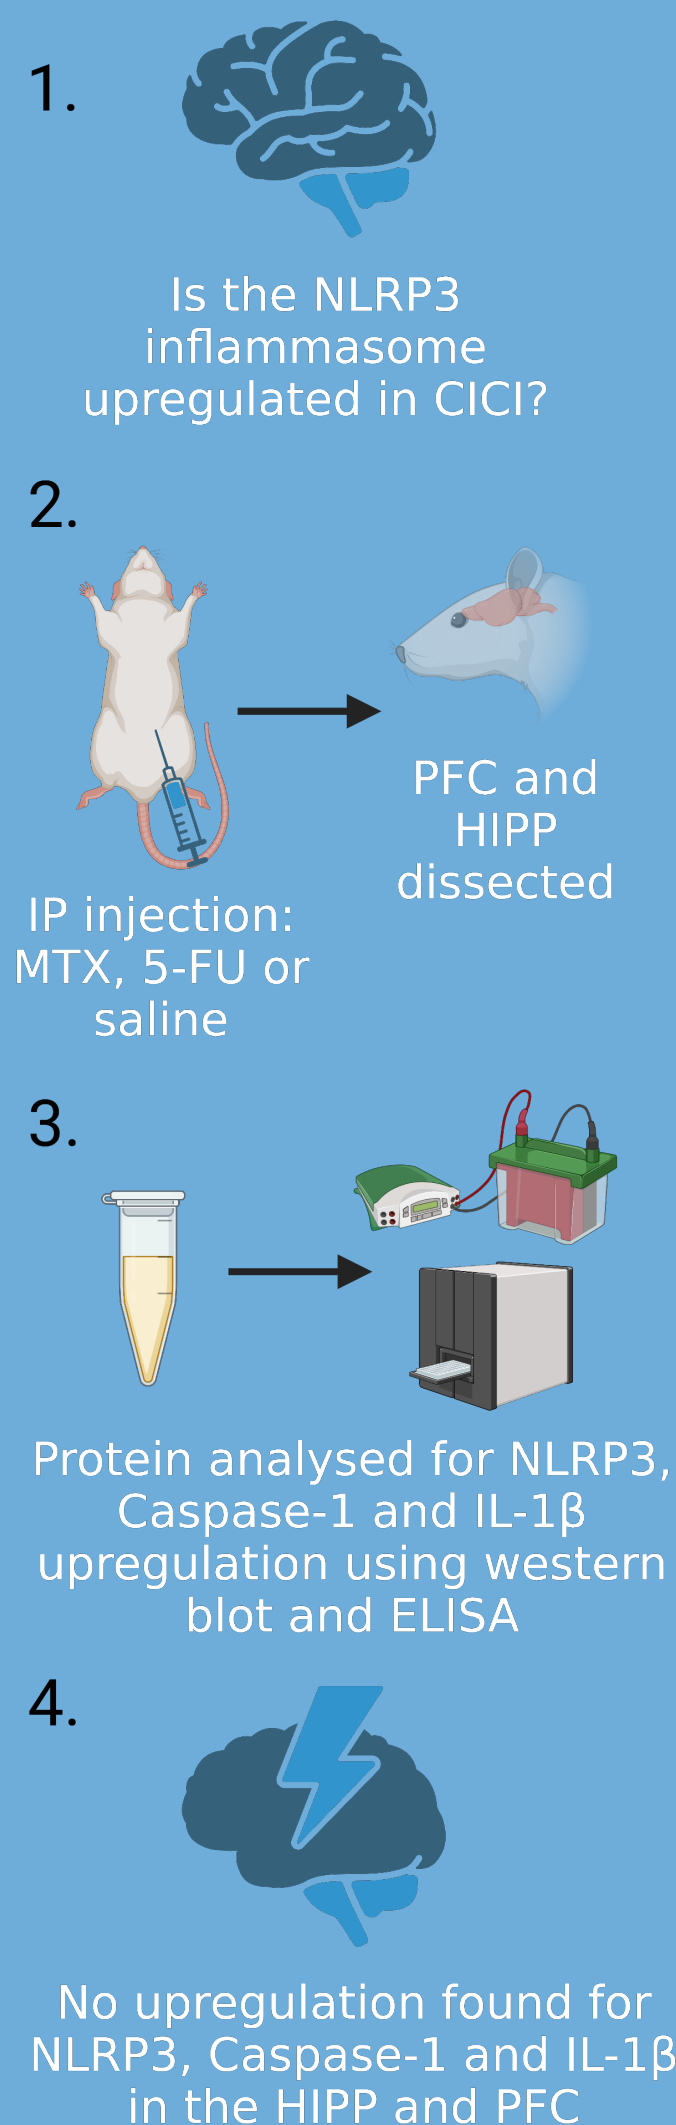 1.
Is the NLRP3
inflammasome
upregulated in CICI?
2.
PFC and
HIPP
dissected
IP injection:
MTX, 5-FU or
saline
3.
Protein analysed for NLRP3,
Caspase-1 and IL-1β
upregulation using western
blot and ELISA
4.
No upregulation found for
NLRP3, Caspase-1 and IL-1β
in the HIPP and PFC